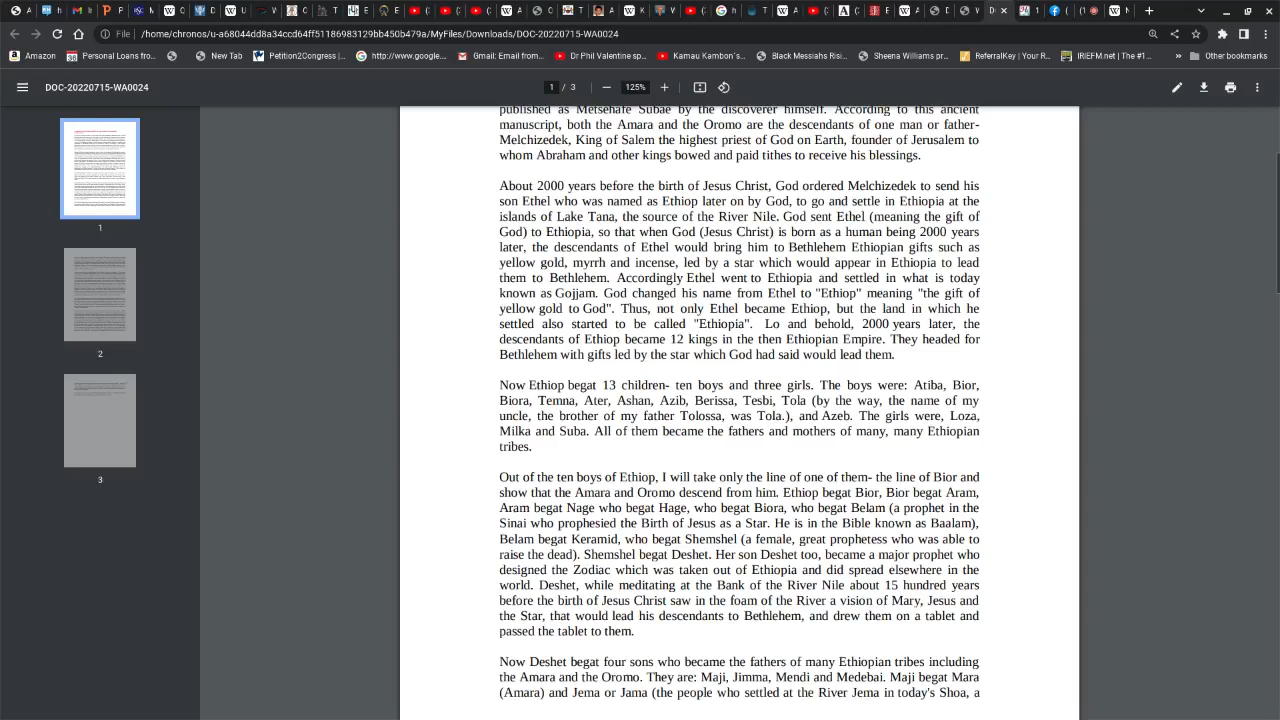 File
/home/chronos/u-a68044dd8a34ccd64ff51186983129bb450b479a/MyFiles/Downloads/DOC-20220715-WA0024
Amazon
Personal Loans from...
New Tab
Petition2Congress |...
http://www.google....
Gmail: Email from...
Dr Phil Valentine sp...
Kamau Kambon's...
Black Messiahs Risi...
Sheena Williams pr...
ReferralKey | Your R...
IRIEFM.net | The #1...
Other bookmarks
DOC-20220715-WA0024
1 / 3
125%
1
2
3
as Metsehate Subae by the discoverer himself. According to this ancient
manuscript, both the Amara and the Oromo are the descendants of one man or father-
Melchizedek, King of Salem the highest priest of God on Earth, founder of Jerusalem to
whom Abraham and other kings bowed and paid tithes to receive his blessings.
About 2000 years before the birth of Jesus Christ, God ordered Melchizedek to send his
son Ethel who was named as Ethiop later on by God, to go and settle in Ethiopia at the
islands of Lake Tana, the source of the River Nile. God sent Ethel (meaning the gift of
God) to Ethiopia, so that when God (Jesus Christ) is born as a human being 2000 years
later, the descendants of Ethel would bring him to Bethlehem Ethiopian gifts such as
yellow gold, myrrh and incense, led by a star which would appear in Ethiopia to lead
them to Bethlehem. Accordingly Ethel went to Ethiopia and settled in what is today
known as Gojjam. God changed his name from Ethel to "Ethiop" meaning "the gift of
yellow gold to God". Thus, not only Ethel became Ethiop, but the land in which he
settled also started to be called "Ethiopia". Lo and behold, 2000 years later, the
descendants of Ethiop became 12 kings in the then Ethiopian Empire. They headed for
Bethlehem with gifts led by the star which God had said would lead them.
Now Ethiop begat 13 children- ten boys and three girls. The boys were: Atiba, Bior,
Biora, Temna, Ater, Ashan, Azib, Berissa, Tesbi, Tola (by the way, the name of my
uncle, the brother of my father Tolossa, was Tola.), and Azeb. The girls were, Loza,
Milka and Suba. All of them became the fathers and mothers of many, many Ethiopian
tribes.
Out of the ten boys of Ethiop, I will take only the line of one of them- the line of Bior and
show that the Amara and Oromo descend from him. Ethiop begat Bior, Bior begat Aram,
Aram begat Nage who begat Hage, who begat Biora, who begat Belam (a prophet in the
Sinai who prophesied the Birth of Jesus as a Star. He is in the Bible known as Baalam),
Belam begat Keramid, who begat Shemshel (a female, great prophetess who was able to
raise the dead). Shemshel begat Deshet. Her son Deshet too, became a major prophet who
designed the Zodiac which was taken out of Ethiopia and did spread elsewhere in the
world. Deshet, while meditating at the Bank of the River Nile about 15 hundred years
before the birth of Jesus Christ saw in the foam of the River a vision of Mary, Jesus and
the Star, that would lead his descendants to Bethlehem, and drew them on a tablet and
passed the tablet to them.
Now Deshet begat four sons who became the fathers of many Ethiopian tribes including
the Amara and the Oromo. They are: Maji, Jimma, Mendi and Medebai. Maji begat Mara
(Amara) and Jema or Jama (the people who settled at the River Jema in today's Shoa, a